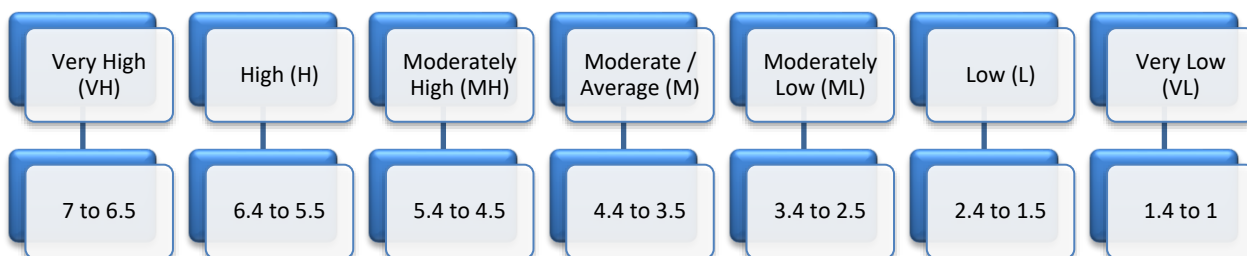 Very High
(VH)
High (H)
Moderately
High (MH)
Moderate /
Average (M)
Moderately
Low (ML)
Low (L)
Very Low
(VL)
7 to 6.5
6.4 to 5.5
5.4 to 4.5
4.4 to 3.5
3.4 to 2.5
2.4 to 1.5
1.4 to 1